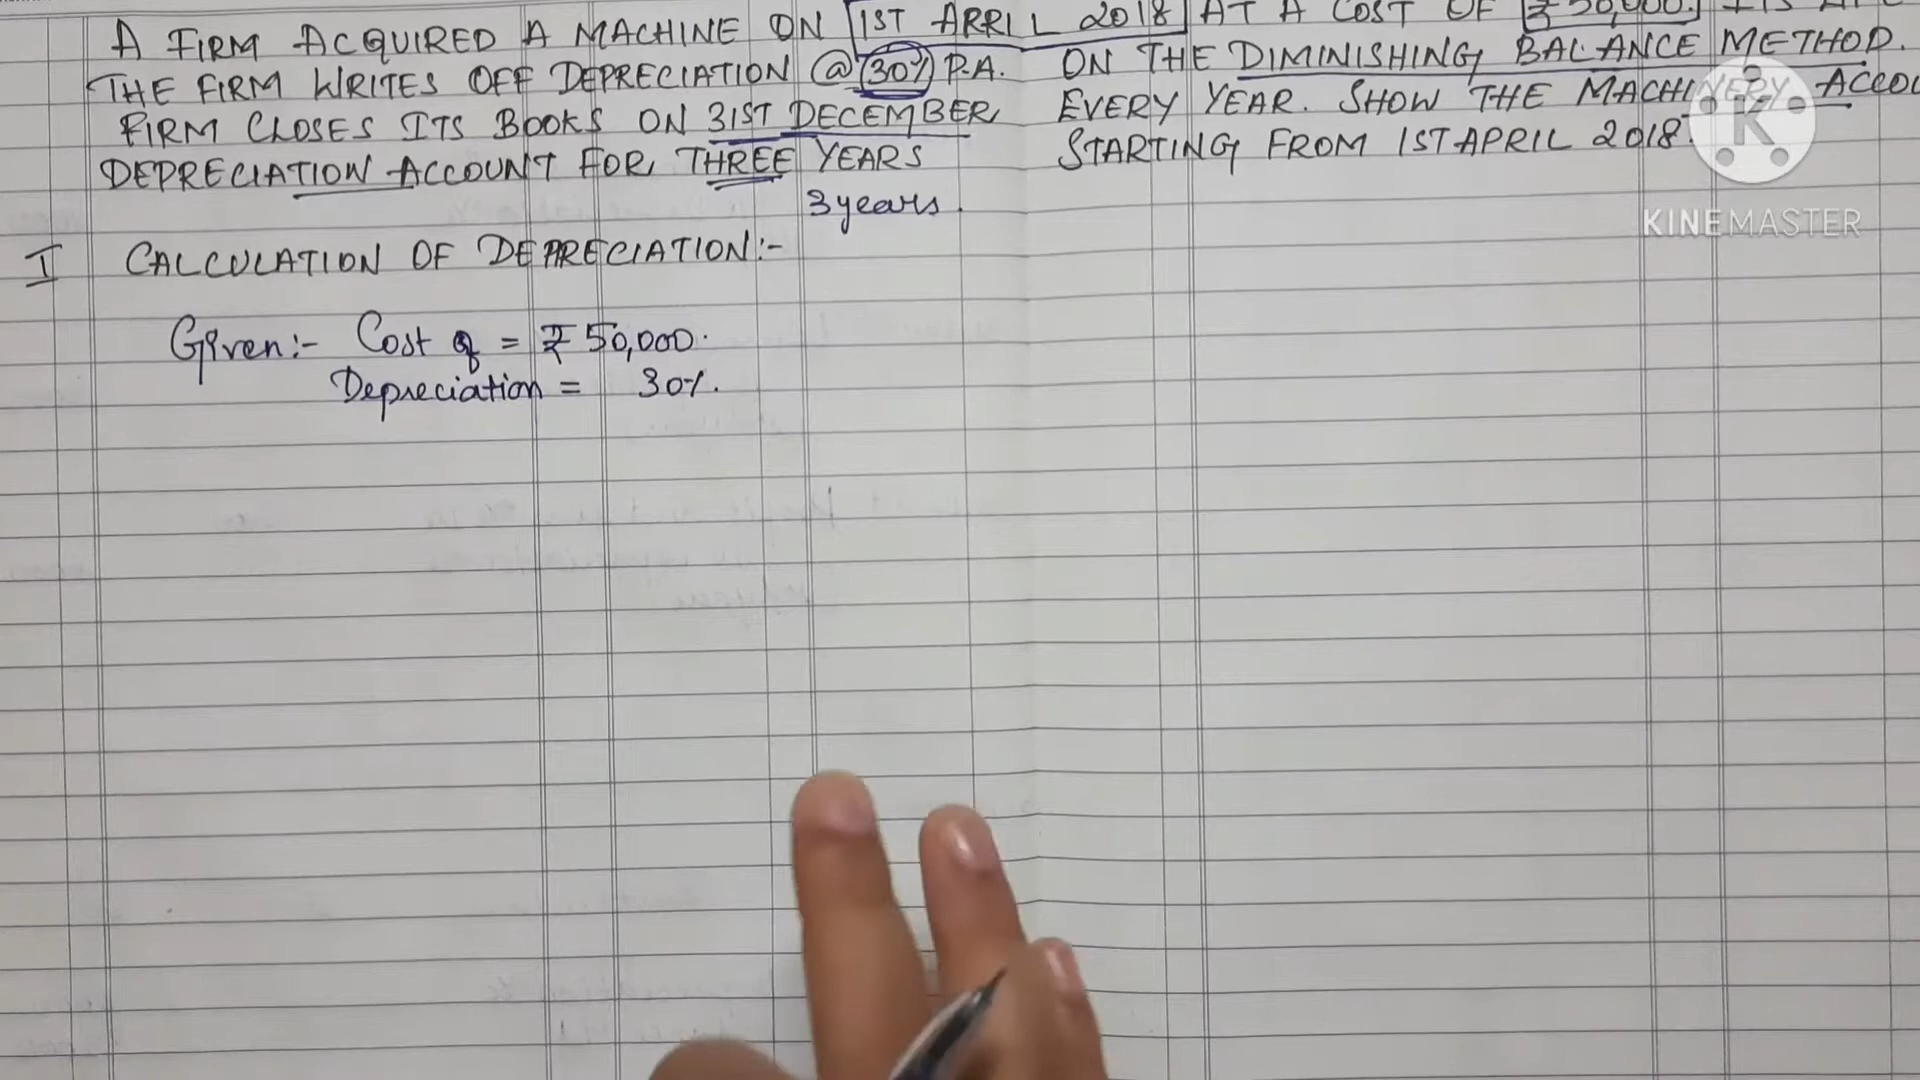 A FIRM ACQUIRED A MACHINE ON 1ST APRIL 2018 AT A COST OF ₹ 50,000.
THE FIRM WRITES OFF DEPRECIATION @ 30% P.A. ON THE DIMINISHING BALANCE METHOD.
FIRM CLOSES ITS BOOKS ON 31ST DECEMBER EVERY YEAR. SHOW THE MACHINERY ACCOU
DEPRECIATION ACCOUNT FOR THREE YEARS STARTING FROM 1ST APRIL 2018.
3 years.
I CALCULATION OF DEPRECIATION:-
Given:- Cost of = ₹ 50,000.
Depreciation = 30%.
K
KINEMASTER